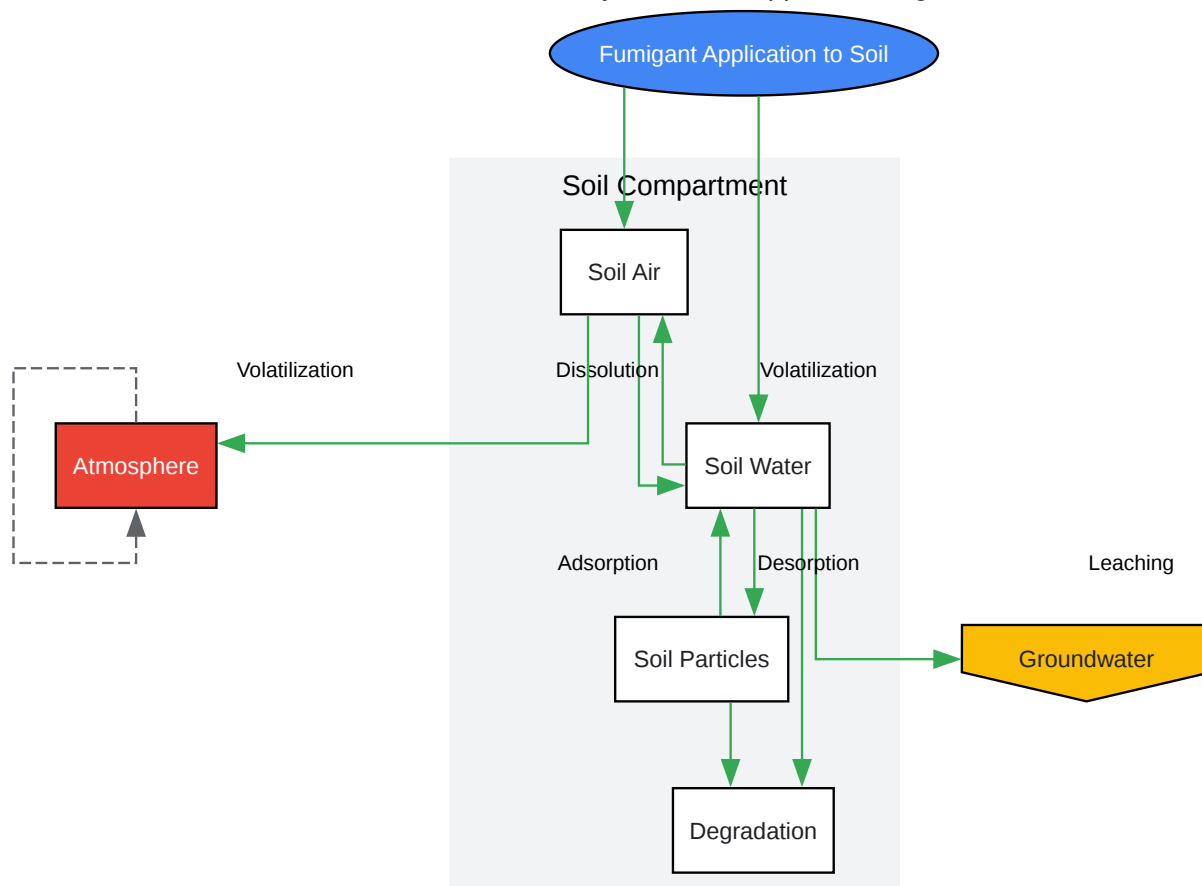 Fumigant Application to Soil
Soil Compartment
Soil Air
Volatilization
Dissolution
Volatilization
Atmosphere
Soil Water
Adsorption
Desorption
Leaching
Soil Particles
Groundwater
Degradation